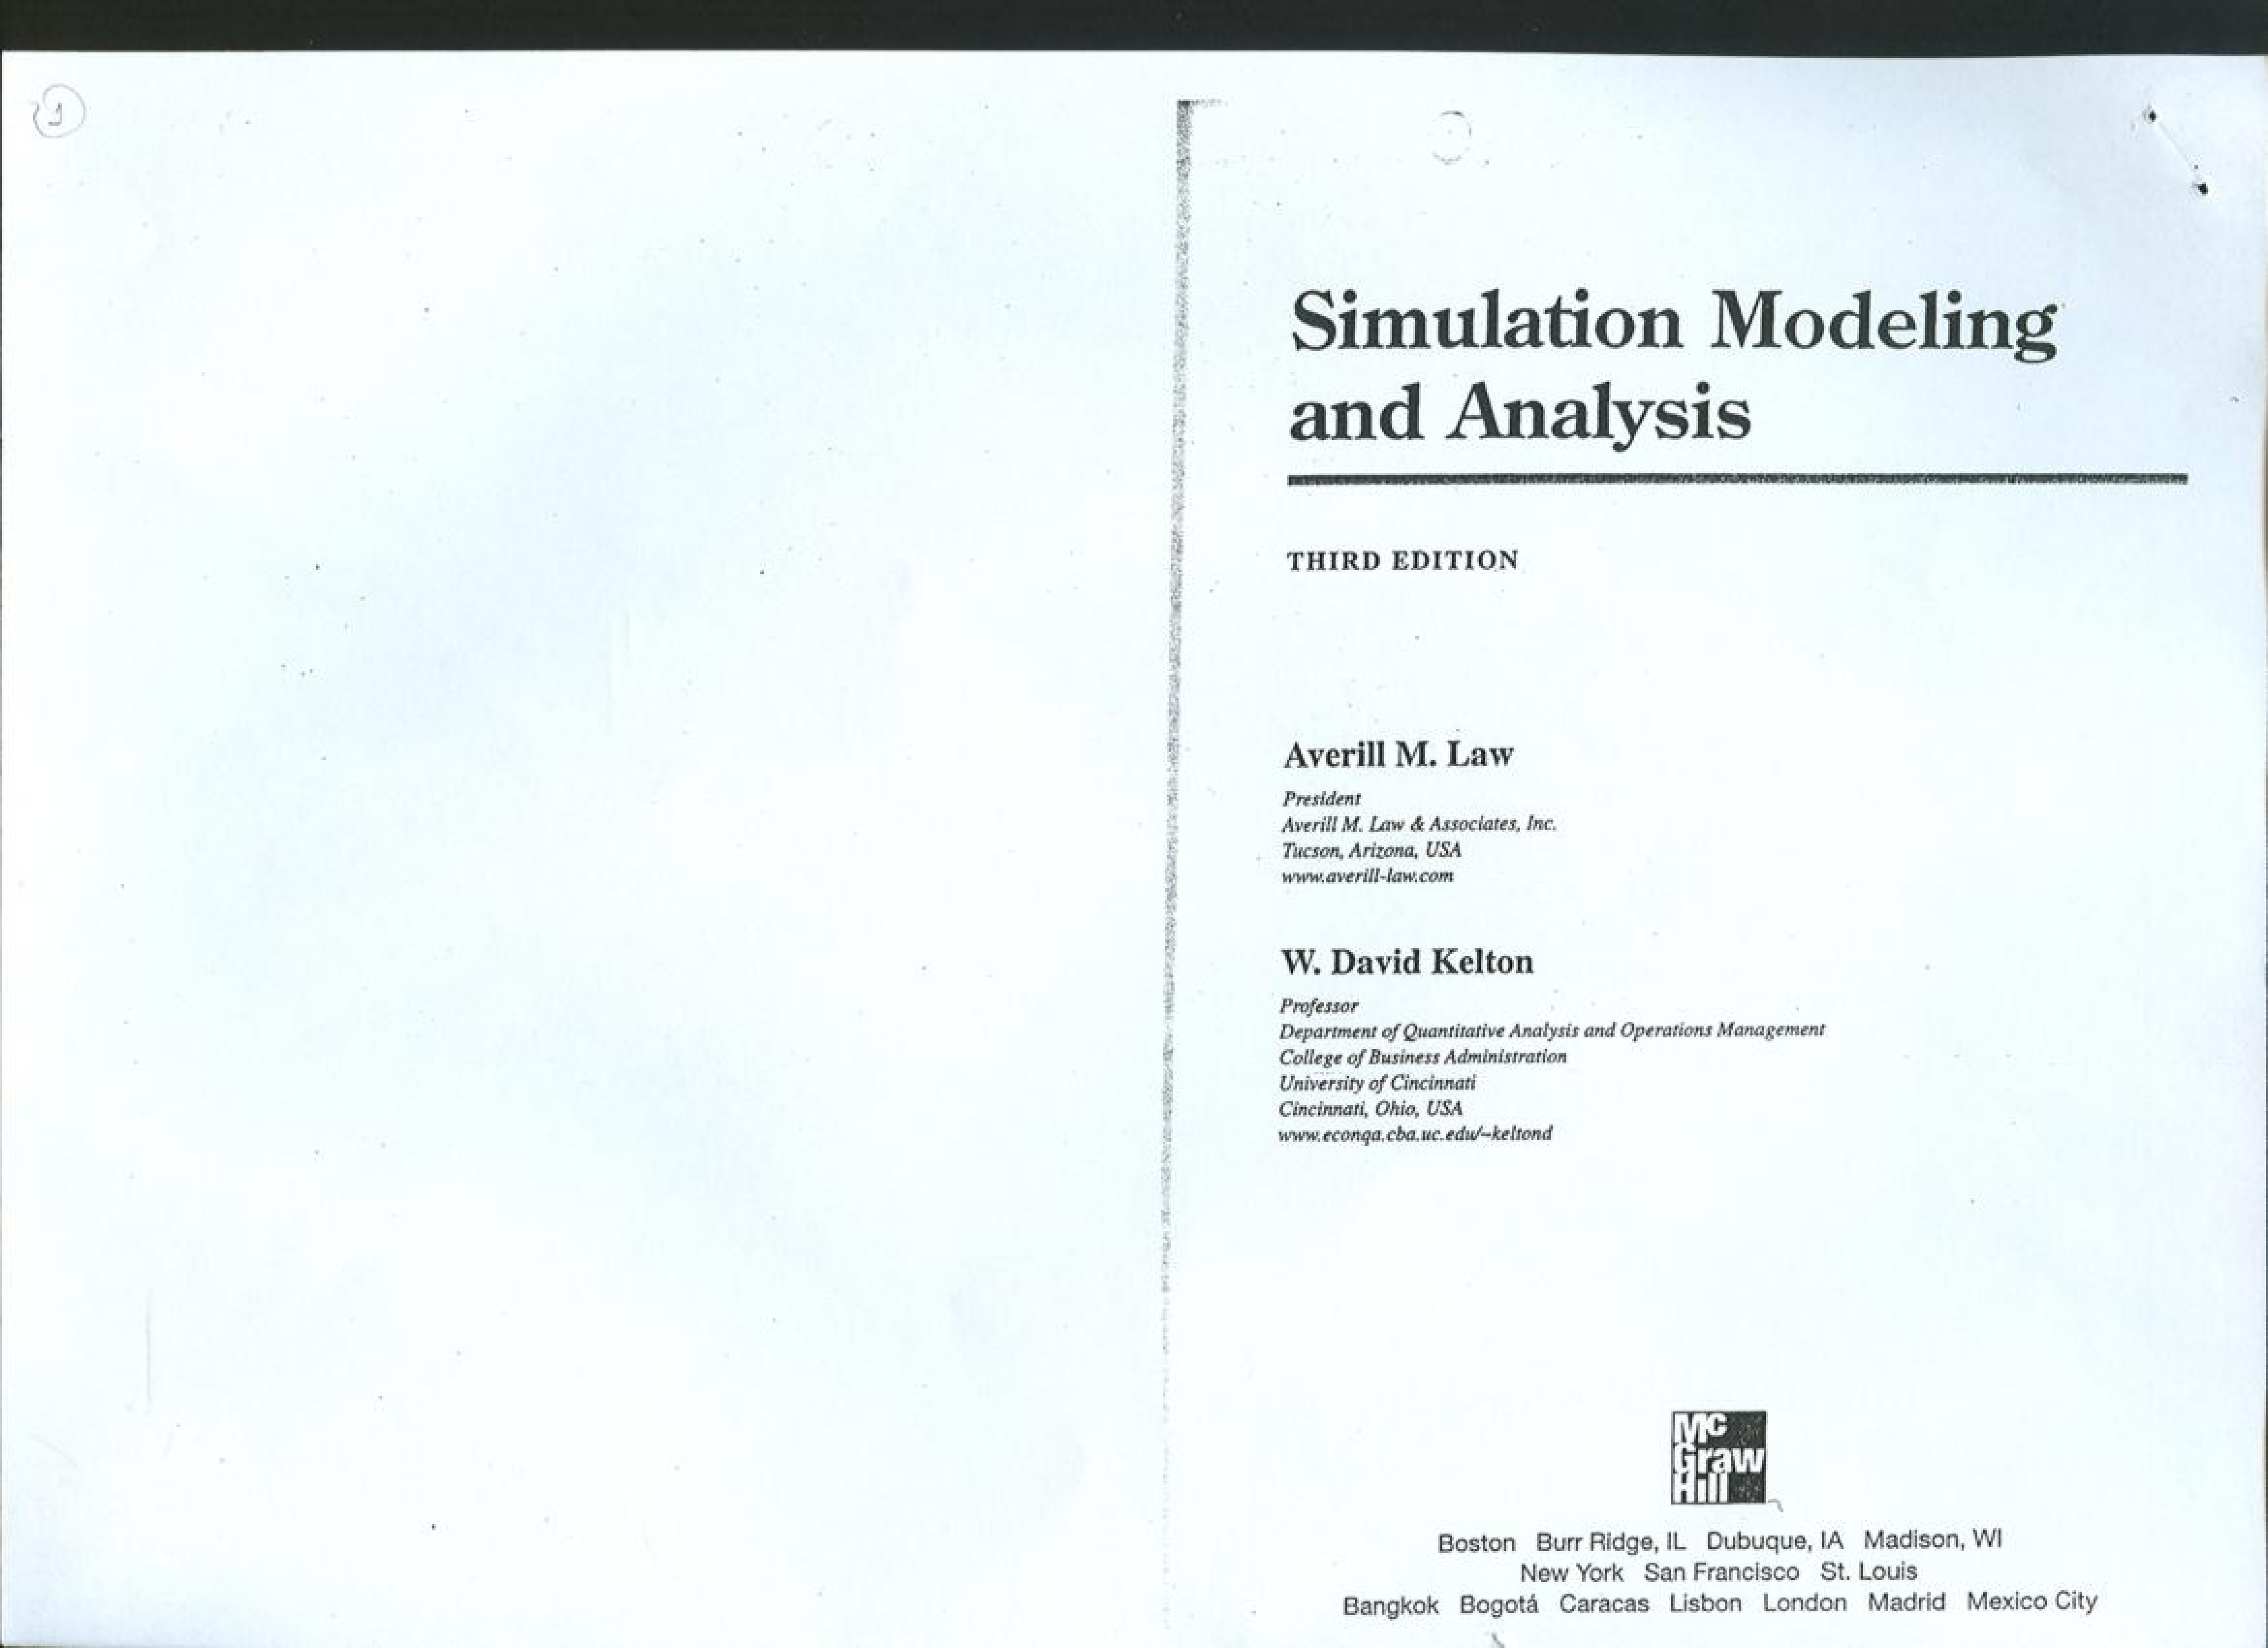 1
Simulation Modeling
and Analysis
THIRD EDITION
Averill M. Law
President
Averill M. Law & Associates, Inc.
Tucson, Arizona, USA
www.averill-law.com
W. David Kelton
Professor
Department of Quantitative Analysis and Operations Management
College of Business Administration
University of Cincinnati
Cincinnati, Ohio, USA
www.econqa.cba.uc.edu/~keltond
Mc
Graw
Hill
Boston Burr Ridge, IL Dubuque, IA Madison, WI
New York San Francisco St. Louis
Bangkok Bogotá Caracas Lisbon London Madrid Mexico City